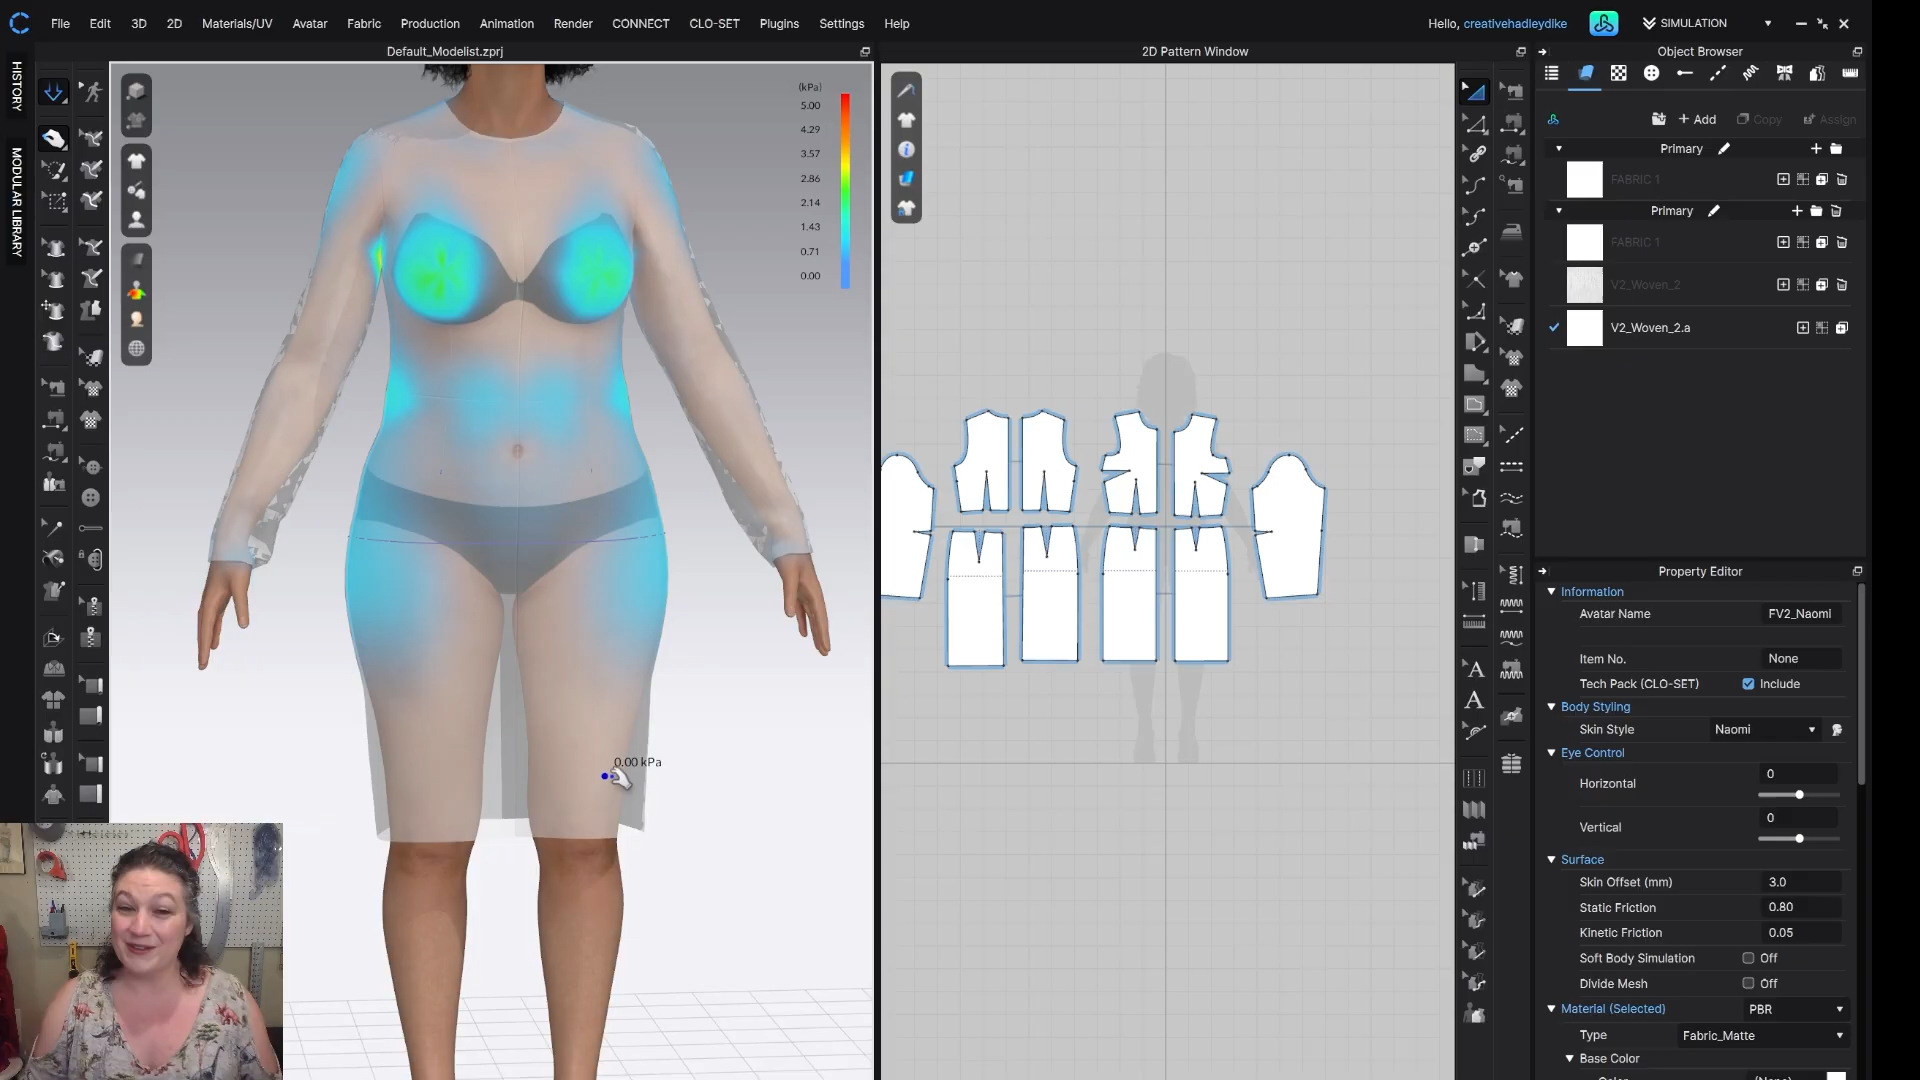 File
Edit
3D
2D
Materials/UV
Avatar
Fabric
Production
Animation
Render
CONNECT
CLO-SET
Plugins
Settings
Help
Hello, creativehadleydlke
SIMULATION
Default_Modelist.zprj
2D Pattern Window
Object Browser
HISTORY
MODULAR LIBRARY
(kPa)
5.00
4.29
3.57
2.86
2.14
1.43
0.71
0.00
0.00 kPa
+ Add
Copy
Assign
Primary
FABRIC 1
Primary
FABRIC 1
V2_Woven_2
V2_Woven_2.a
Property Editor
Information
Avatar Name FV2_Naomi
Item No. None
Tech Pack (CLO-SET) Include
Body Styling
Skin Style Naomi
Eye Control
Horizontal 0
Vertical 0
Surface
Skin Offset (mm) 3.0
Static Friction 0.80
Kinetic Friction 0.05
Soft Body Simulation Off
Divide Mesh Off
Material (Selected) PBR
Type Fabric_Matte
Base Color